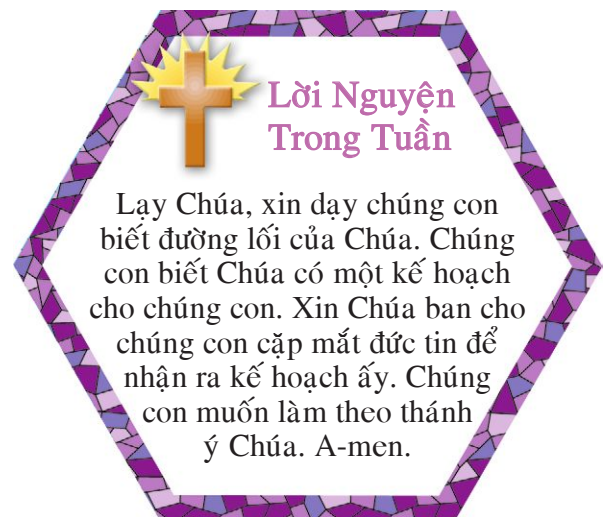 Lời Nguyện
Trong Tuần
Lạy Chúa, xin dạy chúng con
biết đường lối của Chúa. Chúng
con biết Chúa có một kế hoạch
cho chúng con. Xin Chúa ban cho
chúng con cặp mắt đức tin để
nhận ra kế hoạch ấy. Chúng
con muốn làm theo thánh
ý Chúa. A-men.